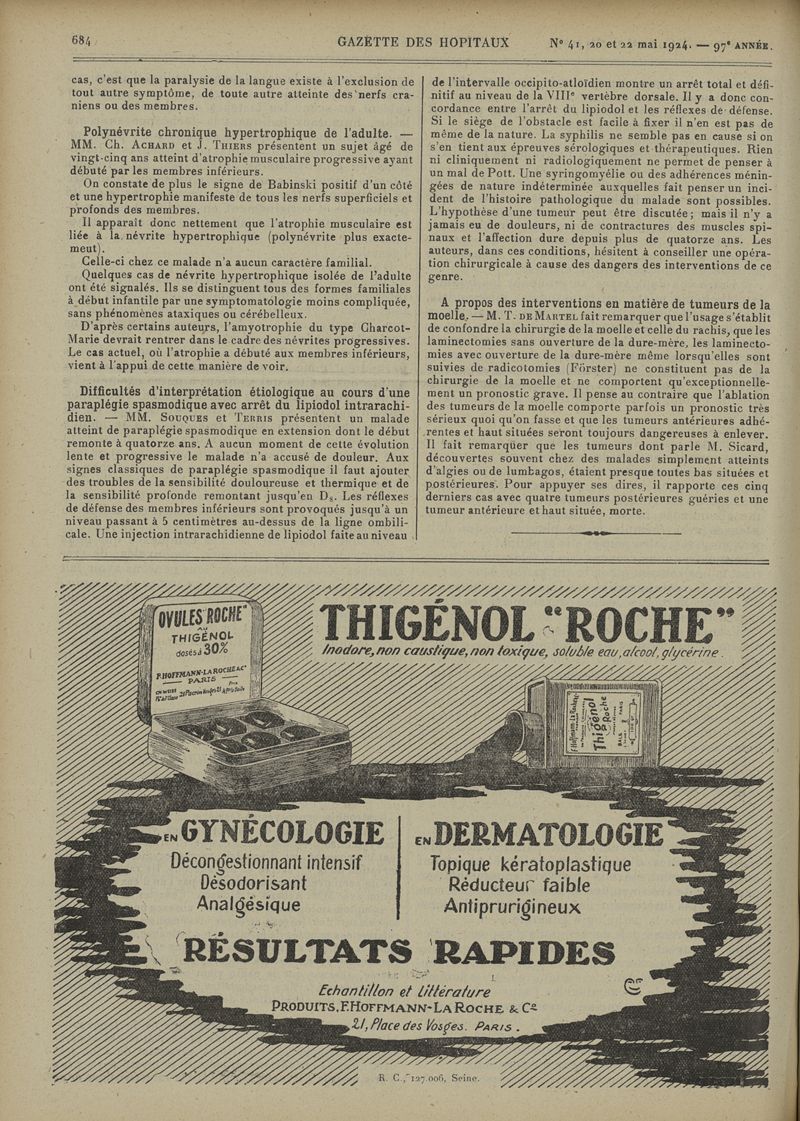 684
GAZETTE DES HOPITAUX
N° 41, 20 et 22 mai 1924. — 97e ANNÉE.
cas, c'est que la paralysie de la langue existe à l'exclusion de
tout autre symptôme, de toute autre atteinte des nerfs cra-
niens ou des membres.
Polynévrite chronique hypertrophique de l'adulte. —
MM. CH. ACHARD et J. THIERS présentent un sujet âgé de
vingt-cinq ans atteint d'atrophie musculaire progressive ayant
débuté par les membres inférieurs.
On constate de plus le signe de Babinski positif d'un côté
et une hypertrophie manifeste de tous les nerfs superficiels et
profonds des membres.
Il apparaît donc nettement que l'atrophie musculaire est
liée à la névrite hypertrophique (polynévrite plus exacte-
meut).
Celle-ci chez ce malade n'a aucun caractère familial.
Quelques cas de névrite hypertrophique isolée de l'adulte
ont été signalés. Ils se distinguent tous des formes familiales
à début infantile par une symptomatologie moins compliquée,
sans phénomènes ataxiques ou cérébelleux.
D'après certains auteurs, l'amyotrophie du type Charcot-
Marie devrait rentrer dans le cadre des névrites progressives.
Le cas actuel, où l'atrophie a débuté aux membres inférieurs,
vient à l'appui de cette manière de voir.
Difficultés d'interprétation étiologique au cours d'une
paraplégie spasmodique avec arrêt du lipiodol intrarachi-
dien. — MM. SOUQUES et TERRIS présentent un malade
atteint de paraplégie spasmodique en extension dont le début
remonte à quatorze ans. A aucun moment de cette évolution
lente et progressive le malade n'a accusé de douleur. Aux
signes classiques de paraplégie spasmodique il faut ajouter
des troubles de la sensibilité douloureuse et thermique et de
la sensibilité profonde remontant jusqu'en D8. Les réflexes
de défense des membres inférieurs sont provoqués jusqu'à un
niveau passant à 5 centimètres au-dessus de la ligne ombili-
cale. Une injection intrarachidienne de lipiodol faite au niveau
de l'intervalle occipito-atloïdien montre un arrêt total et défi-
nitif au niveau de la VIIIe vertèbre dorsale. Il y a donc con-
cordance entre l'arrêt du lipiodol et les réflexes de défense.
Si le siège de l'obstacle est facile à fixer il n'en est pas de
même de la nature. La syphilis ne semble pas en cause si on
s'en tient aux épreuves sérologiques et thérapeutiques. Rien
ni cliniquement ni radiologiquement ne permet de penser à
un mal de Pott. Une syringomyélie ou des adhérences ménin-
gées de nature indéterminée auxquelles fait penser un inci-
dent de l'histoire pathologique du malade sont possibles.
L'hypothèse d'une tumeur peut être discutée; mais il n'y a
jamais eu de douleurs, ni de contractures des muscles spi-
naux et l'affection dure depuis plus de quatorze ans. Les
auteurs, dans ces conditions, hésitent à conseiller une opéra-
tion chirurgicale à cause des dangers des interventions de ce
genre.
A propos des interventions en matière de tumeurs de la
moelle. — M. T. DE MARTEL fait remarquer que l'usage s'établit
de confondre la chirurgie de la moelle et celle du rachis, que les
laminectomies sans ouverture de la dure-mère, les laminecto-
mies avec ouverture de la dure-mère même lorsqu'elles sont
suivies de radicotomies (Förster) ne constituent pas de la
chirurgie de la moelle et ne comportent qu'exceptionnelle-
ment un pronostic grave. Il pense au contraire que l'ablation
des tumeurs de la moelle comporte parfois un pronostic très
sérieux quoi qu'on fasse et que les tumeurs antérieures adhé-
rentes et haut situées seront toujours dangereuses à enlever.
Il fait remarquer que les tumeurs dont parle M. Sicard,
découvertes souvent chez des malades simplement atteints
d'algies ou de lumbagos, étaient presque toutes bas situées et
postérieures. Pour appuyer ses dires, il rapporte ces cinq
derniers cas avec quatre tumeurs postérieures guéries et une
tumeur antérieure et haut située, morte.
OVULES ROCHE"
AU
THIGÉNOL
dosés à 30%
F. HOFFMANN-LA ROCHE & Cie
PARIS
THIGÉNOL "ROCHE"
Inodore, non caustique, non toxique, soluble eau, alcool, glycérine.
F. Hoffmann-La Roche & Cie
Thigénol
Roche
PARIS
EN GYNÉCOLOGIE
Décongestionnant intensif
Désodorisant
Analgésique
EN DERMATOLOGIE
Topique kératoplastique
Réducteur faible
Antiprurigineux
RÉSULTATS RAPIDES
Echantillon et Littérature
PRODUITS. F. HOFFMANN-LA ROCHE & Cie
21, Place des Vosges. PARIS.
R. C., 127.006, Seine.